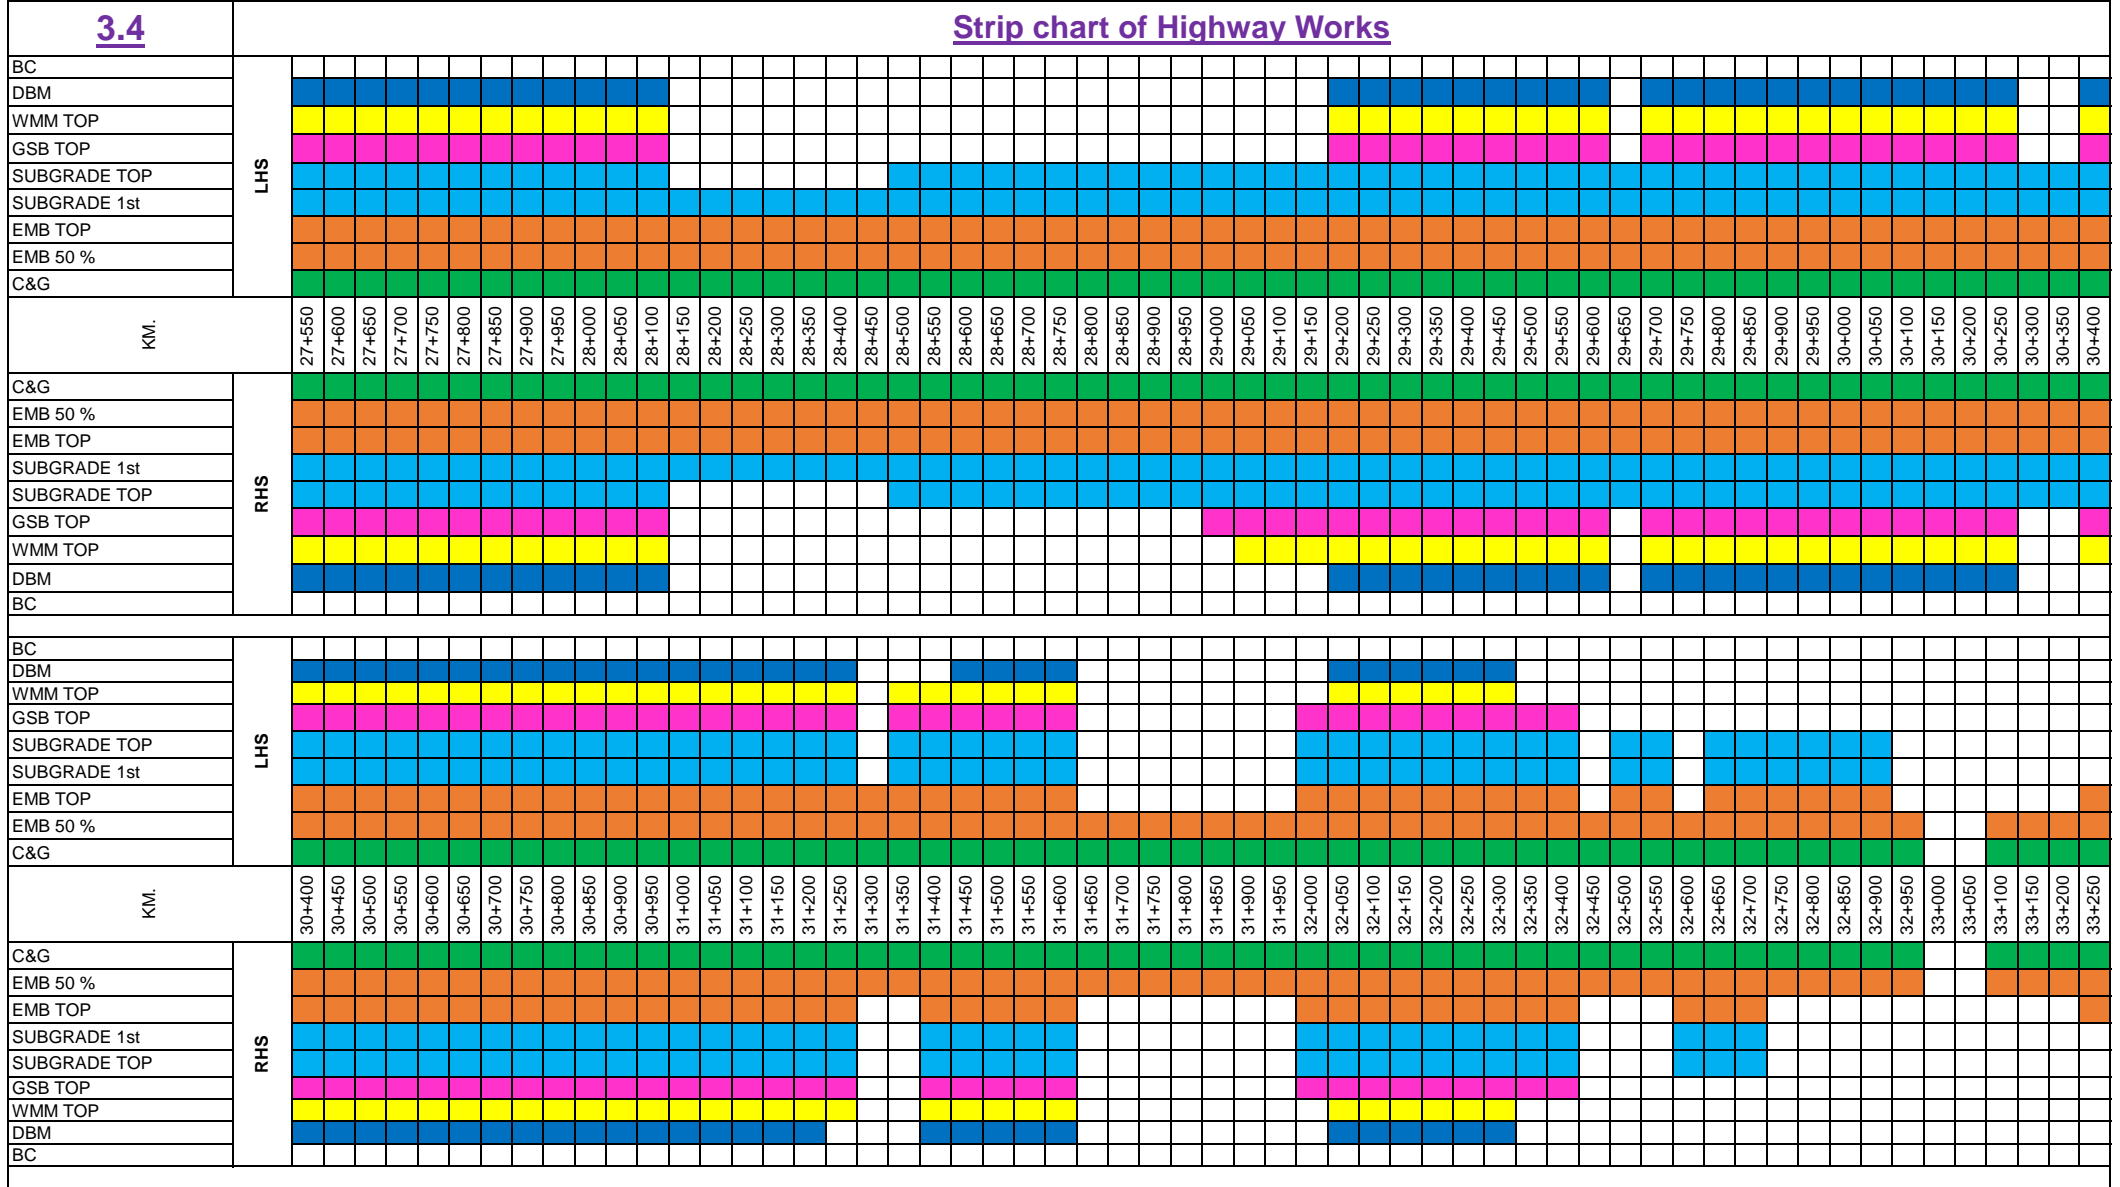 3.4 Strip chart of Highway Works
BC
DBM
WMM TOP
GSB TOP
SUBGRADE TOP
SUBGRADE 1st
EMB TOP
EMB 50 %
C&G
LHS
KM. 27+550 27+600 27+650 27+700 27+750 27+800 27+850 27+900 27+950 28+000 28+050 28+100 28+150 28+200 28+250 28+300 28+350 28+400 28+450 28+500 28+550 28+600 28+650 28+700 28+750 28+800 28+850 28+900 28+950 29+000 29+050 29+100 29+150 29+200 29+250 29+300 29+350 29+400 29+450 29+500 29+550 29+600 29+650 29+700 29+750 29+800 29+850 29+900 29+950 30+000 30+050 30+100 30+150 30+200 30+250 30+300 30+350 30+400
C&G
EMB 50 %
EMB TOP
SUBGRADE 1st
SUBGRADE TOP
GSB TOP
WMM TOP
DBM
BC
RHS
BC
DBM
WMM TOP
GSB TOP
SUBGRADE TOP
SUBGRADE 1st
EMB TOP
EMB 50 %
C&G
LHS
KM. 30+400 30+450 30+500 30+550 30+600 30+650 30+700 30+750 30+800 30+850 30+900 30+950 31+000 31+050 31+100 31+150 31+200 31+250 31+300 31+350 31+400 31+450 31+500 31+550 31+600 31+650 31+700 31+750 31+800 31+850 31+900 31+950 32+000 32+050 32+100 32+150 32+200 32+250 32+300 32+350 32+400 32+450 32+500 32+550 32+600 32+650 32+700 32+750 32+800 32+850 32+900 32+950 33+000 33+050 33+100 33+150 33+200 33+250
C&G
EMB 50 %
EMB TOP
SUBGRADE 1st
SUBGRADE TOP
GSB TOP
WMM TOP
DBM
BC
RHS